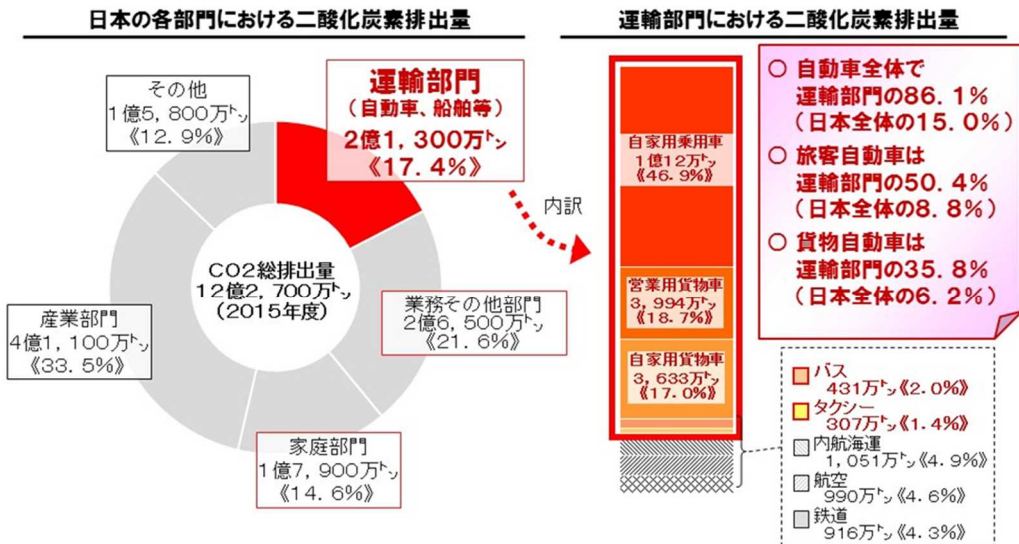 日本の各部門における二酸化炭素排出量
運輸部門における二酸化炭素排出量
その他
1億5，800万㌧
《12．9%》
運輸部門
（自動車、船舶等）
2億1，300万㌧
《17．4%》
CO2総排出量
12億2，700万㌧
（2015年度）
産業部門
4億1，100万㌧
《33．5%》
業務その他部門
2億6，500万㌧
《21．6%》
家庭部門
1億7，900万㌧
《14．6%》
内訳
自家用乗用車
1億12万㌧
《46．9%》
営業用貨物車
3，994万㌧
《18．7%》
自家用貨物車
3，633万㌧
《17．0%》
○ 自動車全体で
運輸部門の86．1%
（日本全体の15．0%）
○ 旅客自動車は
運輸部門の50．4%
（日本全体の8．8%）
○ 貨物自動車は
運輸部門の35．8%
（日本全体の6．2%）
バス
431万㌧《2．0%》
タクシー
307万㌧《1．4%》
内航海運
1，051万㌧《4．9%》
航空
990万㌧《4．6%》
鉄道
916万㌧《4．3%》